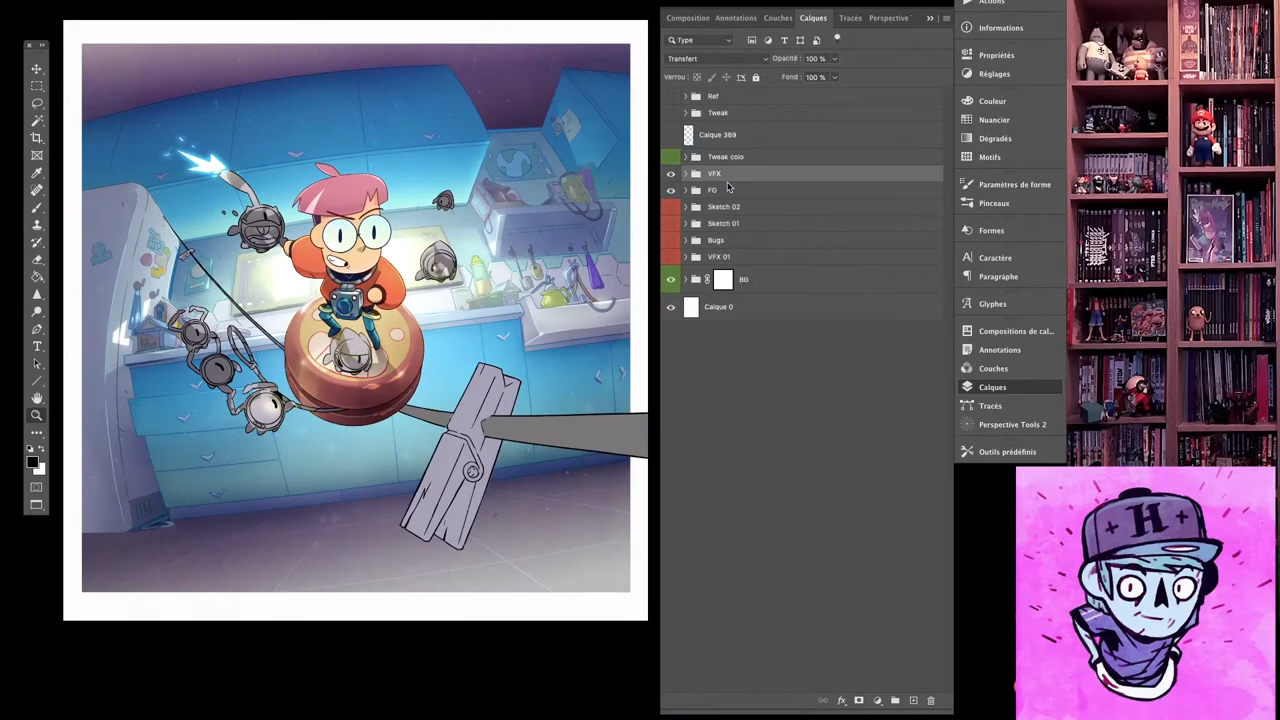 Composition Annotations Couches Calques Tracés Perspective
Type
Transfert Opacité : 100 %
Verrou : Fond : 100 %
Ref
Tweak
Calque 369
Tweak colo
VFX
FG
Sketch 02
Sketch 01
Bugs
VFX 01
BG
Calque 0
Actions
Informations
Propriétés
Réglages
Couleur
Nuancier
Dégradés
Motifs
Paramètres de forme
Pinceaux
Formes
Caractère
Paragraphe
Glyphes
Compositions de cal...
Annotations
Couches
Calques
Tracés
Perspective Tools 2
Outils prédéfinis
H